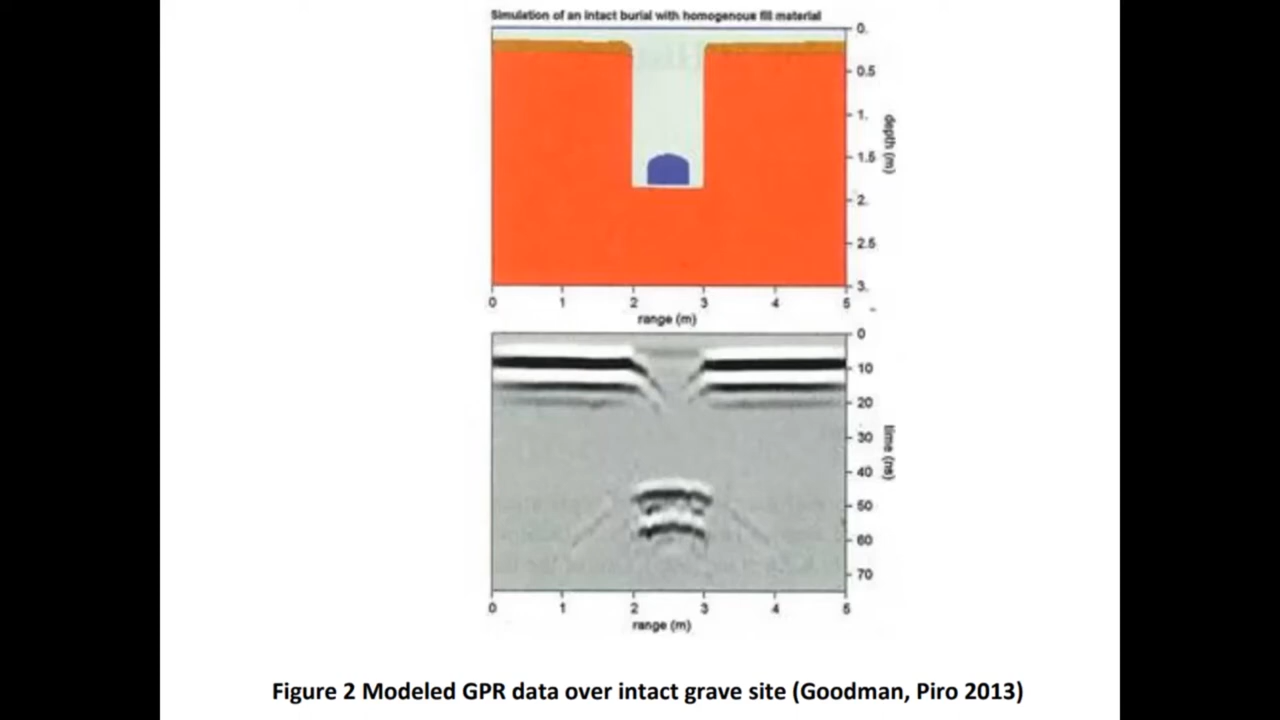 Simulation of an intact burial with homogenous fill material
0.
0.5
1.
1.5
2.
2.5
3.
depth (m)
0 1 2 3 4 5
range (m)
0
10
20
30
40
50
60
70
time (ns)
0 1 2 3 4 5
range (m)
Figure 2 Modeled GPR data over intact grave site (Goodman, Piro 2013)